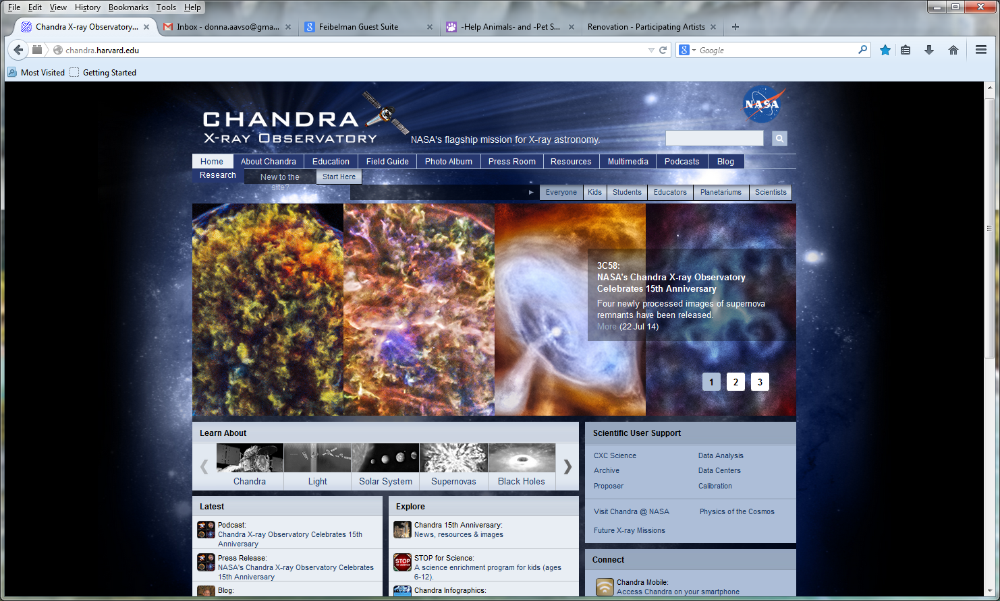 File Edit View History Bookmarks Tools Help
Chandra X-ray Observatory... Inbox - donna.aavso@gma... Feibelman Guest Suite -Help Animals- and -Pet S... Renovation - Participating Artists
chandra.harvard.edu
Google
Most Visited Getting Started
NASA
CHANDRA
X-RAY OBSERVATORY
NASA's flagship mission for X-ray astronomy.
Home About Chandra Education Field Guide Photo Album Press Room Resources Multimedia Podcasts Blog
Research
New to the
site?
Start Here
Everyone Kids Students Educators Planetariums Scientists
3C58:
NASA's Chandra X-ray Observatory
Celebrates 15th Anniversary
Four newly processed images of supernova
remnants have been released.
More (22 Jul 14)
1 2 3
Learn About
Chandra Light Solar System Supernovas Black Holes
Scientific User Support
CXC Science Data Analysis
Archive Data Centers
Proposer Calibration
Visit Chandra @ NASA Physics of the Cosmos
Future X-ray Missions
Latest
Podcast:
Chandra X-ray Observatory Celebrates 15th
Anniversary
Press Release:
NASA's Chandra X-ray Observatory Celebrates
15th Anniversary
Blog:
Explore
Chandra 15th Anniversary:
News, resources & images
STOP
STOP for Science:
A science enrichment program for kids (ages
6-12).
Chandra Infographics:
Connect
Chandra Mobile:
Access Chandra on your smartphone